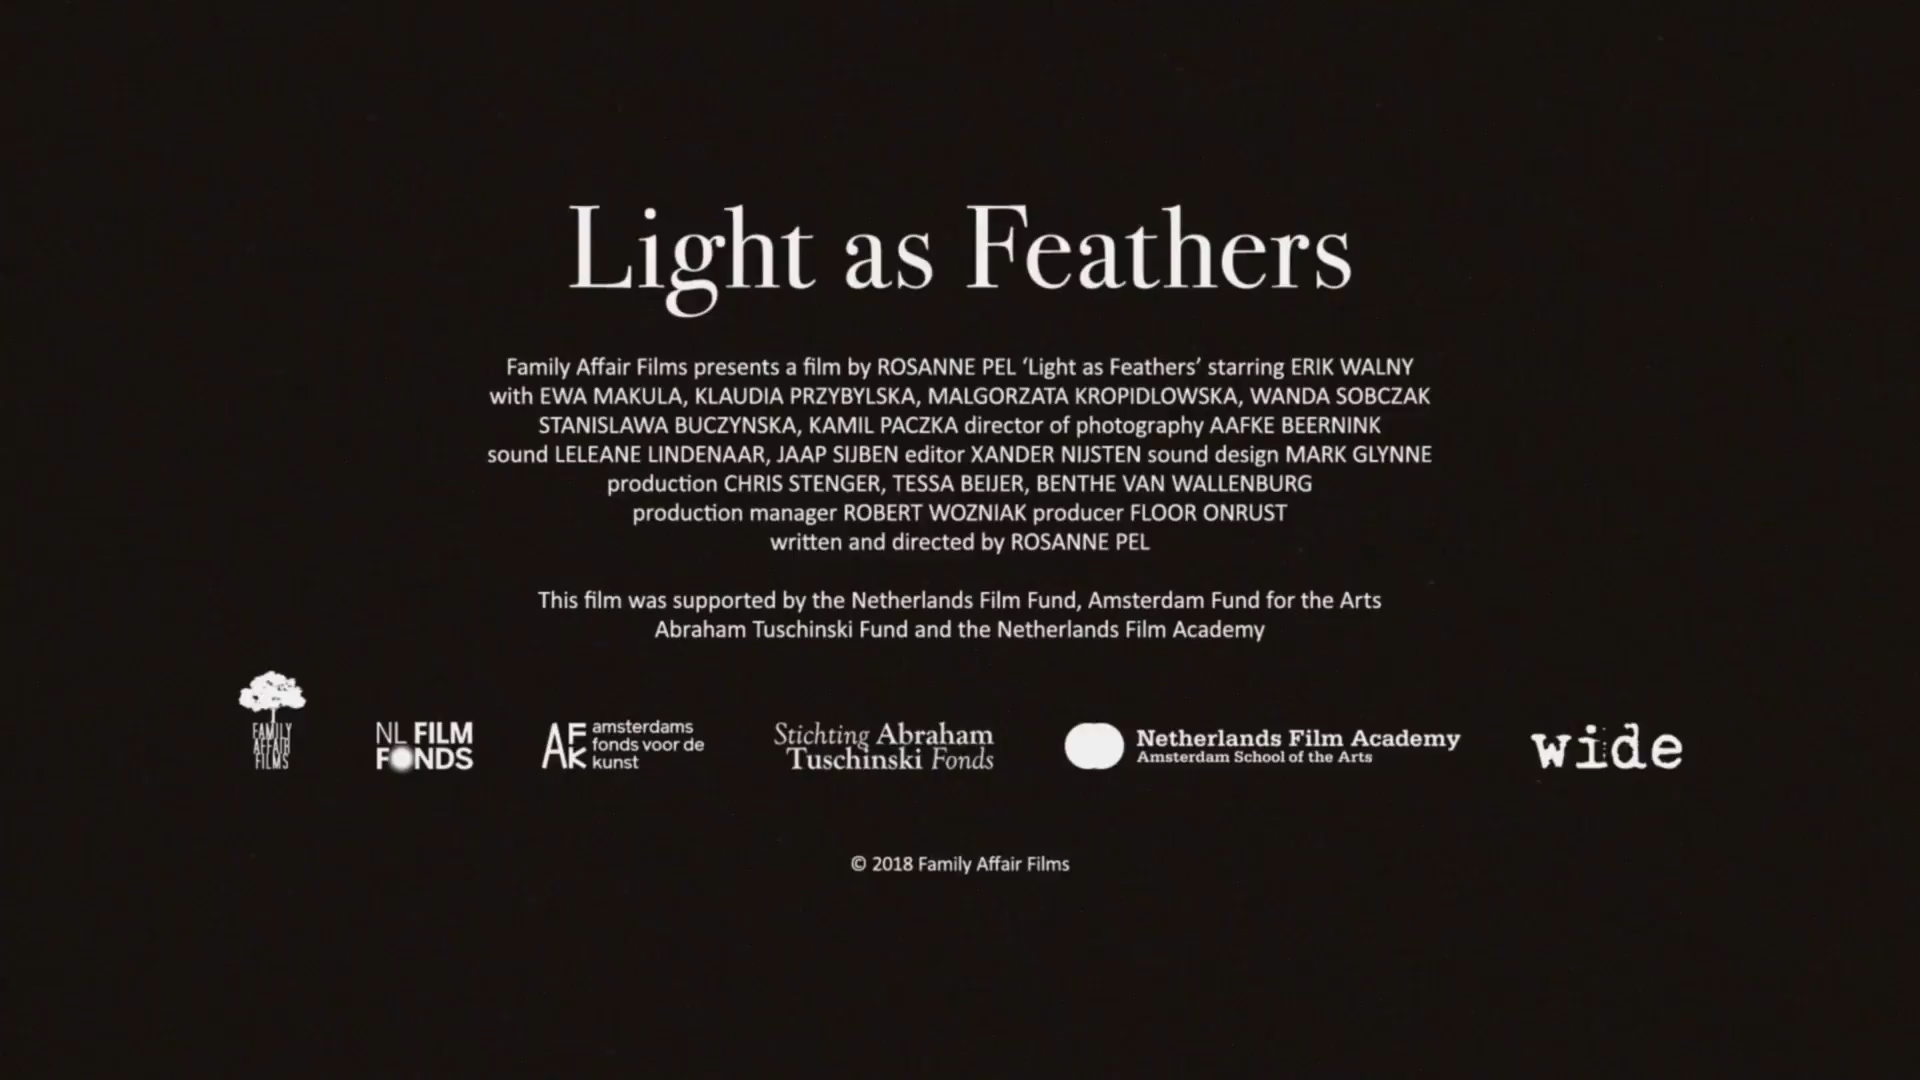 Light as Feathers
Family Affair Films presents a film by ROSANNE PEL ‘Light as Feathers’ starring ERIK WALNY
with EWA MAKULA, KLAUDIA PRZYBYLSKA, MALGORZATA KROPIDLOWSKA, WANDA SOBCZAK
STANISLAWA BUCZYNSKA, KAMIL PACZKA director of photography AAFKE BEERNINK
sound LELEANE LINDENAAR, JAAP SIJBEN editor XANDER NIJSTEN sound design MARK GLYNNE
production CHRIS STENGER, TESSA BEIJER, BENTHE VAN WALLENBURG
production manager ROBERT WOZNIAK producer FLOOR ONRUST
written and directed by ROSANNE PEL
This film was supported by the Netherlands Film Fund, Amsterdam Fund for the Arts
Abraham Tuschinski Fund and the Netherlands Film Academy
FAMILY
AFFAIR
FILMS
NL FILM
FONDS
AFK
amsterdams
fonds voor de
kunst
Stichting Abraham
Tuschinski Fonds
Netherlands Film Academy
Amsterdam School of the Arts
wide
© 2018 Family Affair Films